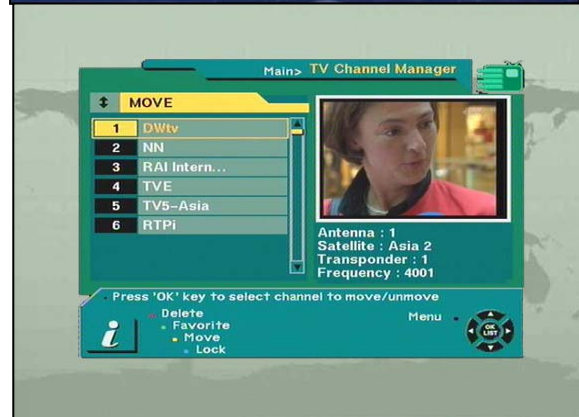 Main> TV Channel Manager
MOVE
1 DWtv
2 NN
3 RAI Intern...
4 TVE
5 TV5-Asia
6 RTPi
Antenna : 1
Satellite : Asia 2
Transponder : 1
Frequency : 4001
Press 'OK' key to select channel to move/unmove
Delete
Favorite
Move
Lock
Menu
i
OK
LIST